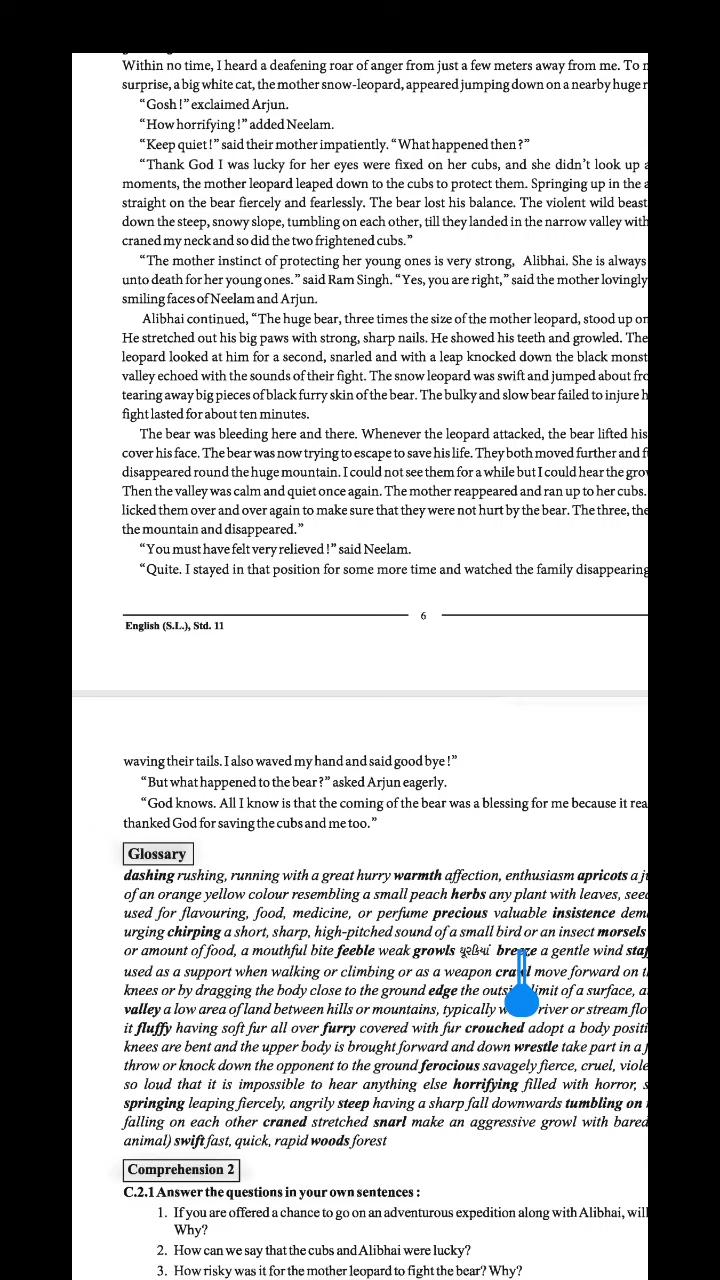 Within no time, I heard a deafening roar of anger from just a few meters away from me. To
surprise, a big white cat, the mother snow-leopard, appeared jumping down on a nearby huge
“Gosh !” exclaimed Arjun.
“How horrifying !” added Neelam.
“Keep quiet !” said their mother impatiently. “What happened then ?”
“Thank God I was lucky for her eyes were fixed on her cubs, and she didn’t look up
moments, the mother leopard leaped down to the cubs to protect them. Springing up in the
straight on the bear fiercely and fearlessly. The bear lost his balance. The violent wild beast
down the steep, snowy slope, tumbling on each other, till they landed in the narrow valley with
craned my neck and so did the two frightened cubs.”
“The mother instinct of protecting her young ones is very strong, Alibhai. She is always
unto death for her young ones.” said Ram Singh. “Yes, you are right,” said the mother lovingly
smiling faces of Neelam and Arjun.
Alibhai continued, “The huge bear, three times the size of the mother leopard, stood up
He stretched out his big paws with strong, sharp nails. He showed his teeth and growled. The
leopard looked at him for a second, snarled and with a leap knocked down the black
valley echoed with the sounds of their fight. The snow leopard was swift and jumped about
tearing away big pieces of black furry skin of the bear. The bulky and slow bear failed to injure
fight lasted for about ten minutes.
The bear was bleeding here and there. Whenever the leopard attacked, the bear lifted his
cover his face. The bear was now trying to escape to save his life. They both moved further and
disappeared round the huge mountain. I could not see them for a while but I could hear the
Then the valley was calm and quiet once again. The mother reappeared and ran up to her cubs.
licked them over and over again to make sure that they were not hurt by the bear. The three, the
the mountain and disappeared.”
“You must have felt very relieved !” said Neelam.
“Quite. I stayed in that position for some more time and watched the family disappearing
6
English (S.L.), Std. 11
waving their tails. I also waved my hand and said good bye !”
“But what happened to the bear ?” asked Arjun eagerly.
“God knows. All I know is that the coming of the bear was a blessing for me because it
thanked God for saving the cubs and me too.”
Glossary
dashing rushing, running with a great hurry warmth affection, enthusiasm apricots a
of an orange yellow colour resembling a small peach herbs any plant with leaves,
used for flavouring, food, medicine, or perfume precious valuable insistence
urging chirping a short, sharp, high-pitched sound of a small bird or an insect morsels
or amount of food, a mouthful bite feeble weak growls ઘૂરકિયાં breeze a gentle wind
used as a support when walking or climbing or as a weapon crawl move forward on
knees or by dragging the body close to the ground edge the outside limit of a surface,
valley a low area of land between hills or mountains, typically river or stream
it fluffy having soft fur all over furry covered with fur crouched adopt a body
knees are bent and the upper body is brought forward and down wrestle take part in a
throw or knock down the opponent to the ground ferocious savagely fierce, cruel,
so loud that it is impossible to hear anything else horrifying filled with horror,
springing leaping fiercely, angrily steep having a sharp fall downwards tumbling on
falling on each other craned stretched snarl make an aggressive growl with bared
animal) swift fast, quick, rapid woods forest
Comprehension 2
C.2.1 Answer the questions in your own sentences :
1. If you are offered a chance to go on an adventurous expedition along with Alibhai, will
Why?
2. How can we say that the cubs and Alibhai were lucky?
3. How risky was it for the mother leopard to fight the bear? Why?